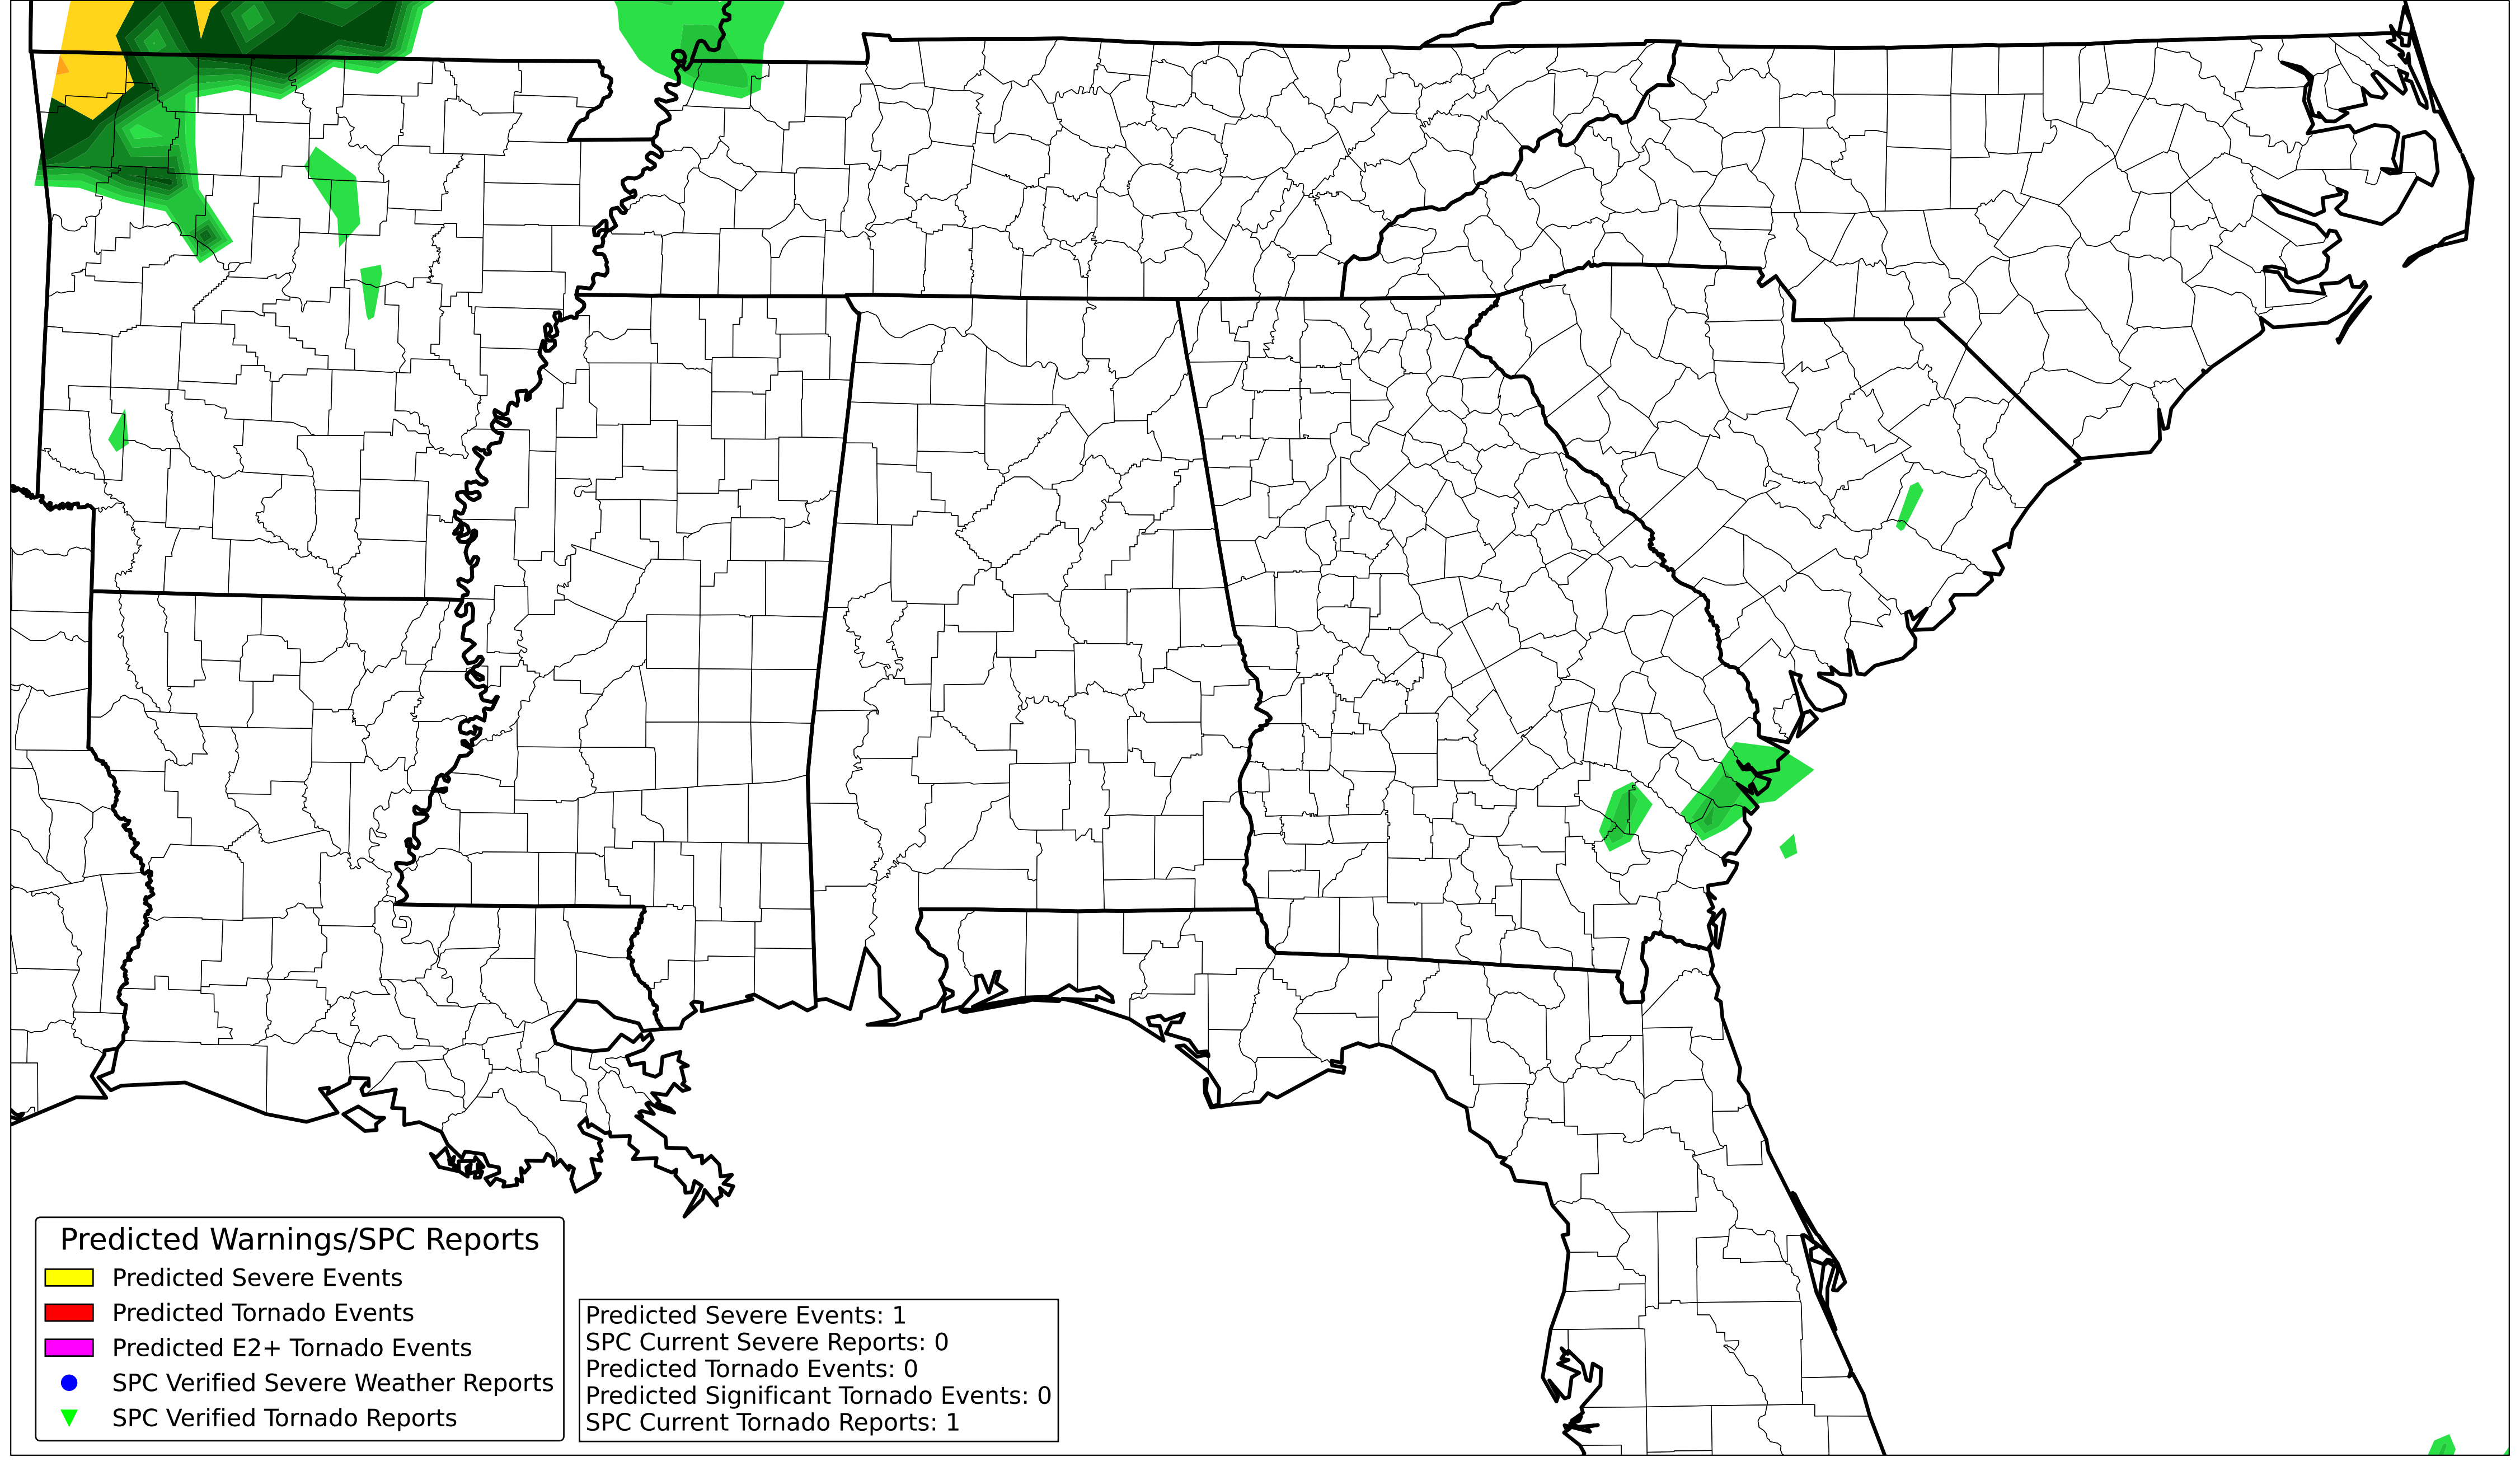 Predicted Warnings/SPC Reports
Predicted Severe Events
Predicted Tornado Events
Predicted E2+ Tornado Events
SPC Verified Severe Weather Reports
SPC Verified Tornado Reports
Predicted Severe Events: 1
SPC Current Severe Reports: 0
Predicted Tornado Events: 0
Predicted Significant Tornado Events: 0
SPC Current Tornado Reports: 1